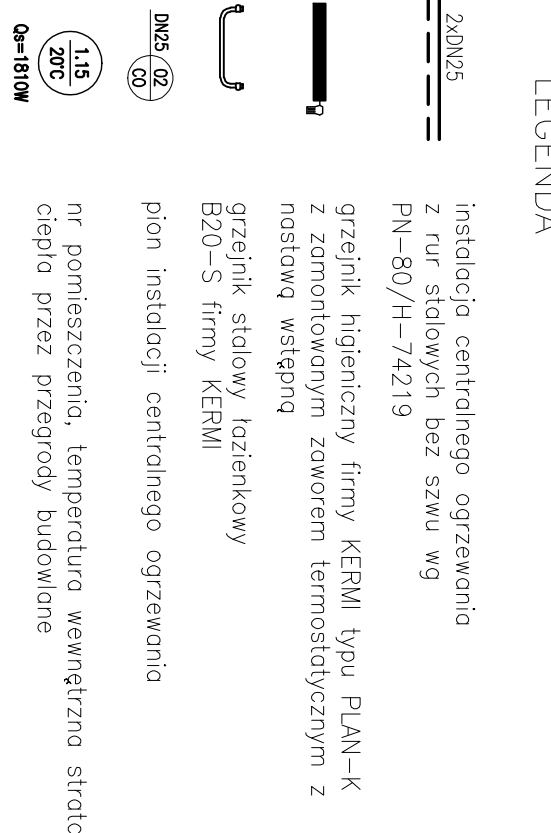 LEGENDA
2xDN25
instalacja centralnego ogrzewania
z rur stalowych bez szwu wg
PN-80/H-74219
grzejnik higieniczny firmy KERMI typu PLAN-K
z zamontowanym zaworem termostatycznym z
nastawą wstępną
grzejnik stalowy łazienkowy
B20-S firmy KERMI
DN25
02
CO
pion instalacji centralnego ogrzewania
1.15
20°C
Qs=1810W
nr pomieszczenia, temperatura wewnętrzna strata
ciepła przez przegrody budowlane